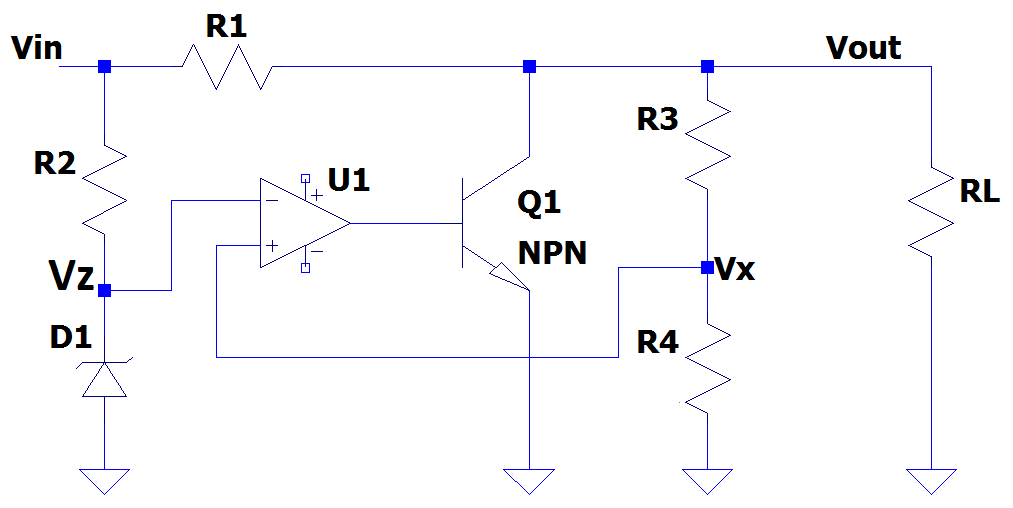 R1
Vin
Vout
R3
R2
U1
+
−
+
−
Q1
RL
NPN
Vz
Vx
D1
R4